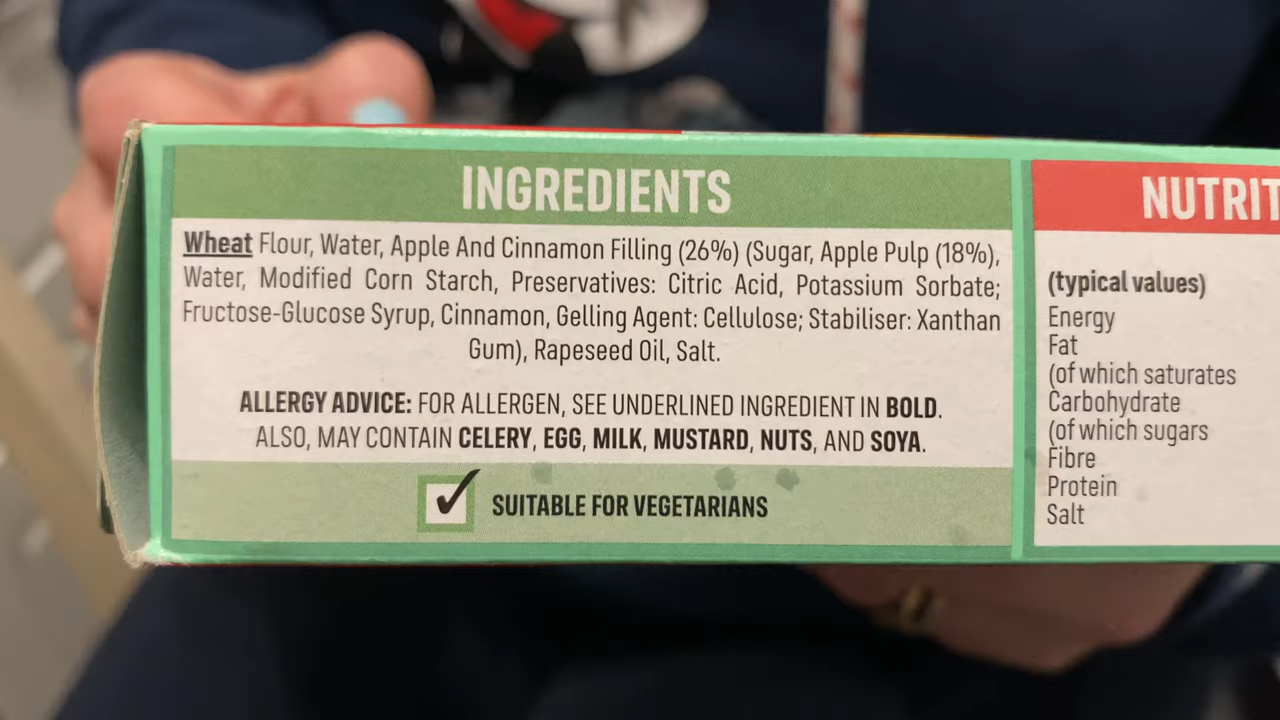 INGREDIENTS
Wheat Flour, Water, Apple And Cinnamon Filling (26%) (Sugar, Apple Pulp (18%),
Water, Modified Corn Starch, Preservatives: Citric Acid, Potassium Sorbate;
Fructose-Glucose Syrup, Cinnamon, Gelling Agent: Cellulose; Stabiliser: Xanthan
Gum), Rapeseed Oil, Salt.
ALLERGY ADVICE: FOR ALLERGEN, SEE UNDERLINED INGREDIENT IN BOLD.
ALSO, MAY CONTAIN CELERY, EGG, MILK, MUSTARD, NUTS, AND SOYA.
SUITABLE FOR VEGETARIANS
NUTRIT
(typical values)
Energy
Fat
(of which saturates
Carbohydrate
(of which sugars
Fibre
Protein
Salt